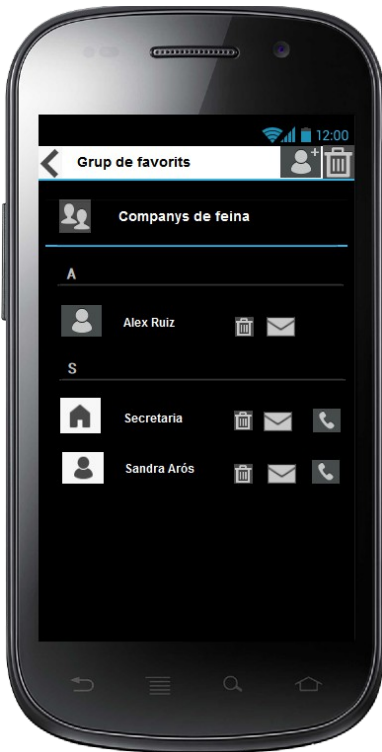 12:00
Grup de favorits
Companys de feina
A
Alex Ruiz
S
Secretaria
Sandra Arós